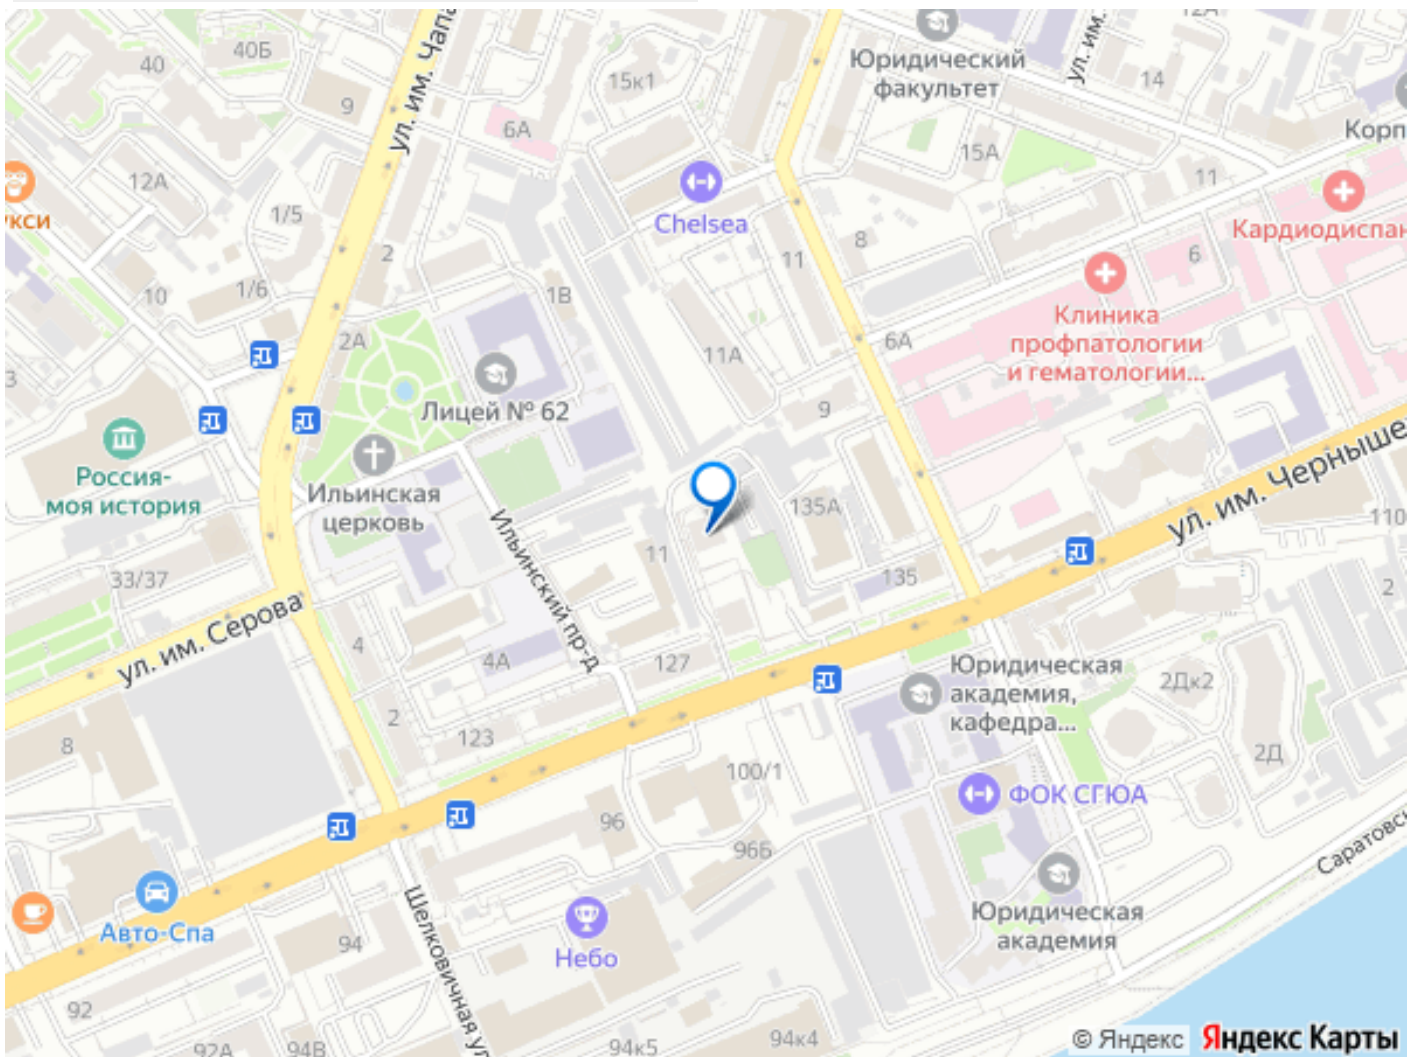 40Б
12А
40
ул. им. Чапа
Юридический
факультет
ул. им.
14
15к1
9
6А
15А
Корп
12А
11
Chelsea
кси
1/5
Кардиодиспан
8
6
2
11
10
1/6
1В
Клиника
профпатологии
и гематологии...
2А
11А
6А
3
Лицей № 62
9
ул. им. Черныше
Россия-
моя история
Ильинская
церковь
135А
110
Ильинский пр-д
11
33/37
135
2
ул. им. Серова
4
4А
127
Юридическая
академия,
кафедра...
2Дк2
2
123
8
100/1
2Д
ФОК СГЮА
96
96Б
Саратовс
Шелковичная ул
Авто-Спа
94
Небо
Юридическая
академия
92
92А
94В
94к5
94к4
© Яндекс Яндекс Карты